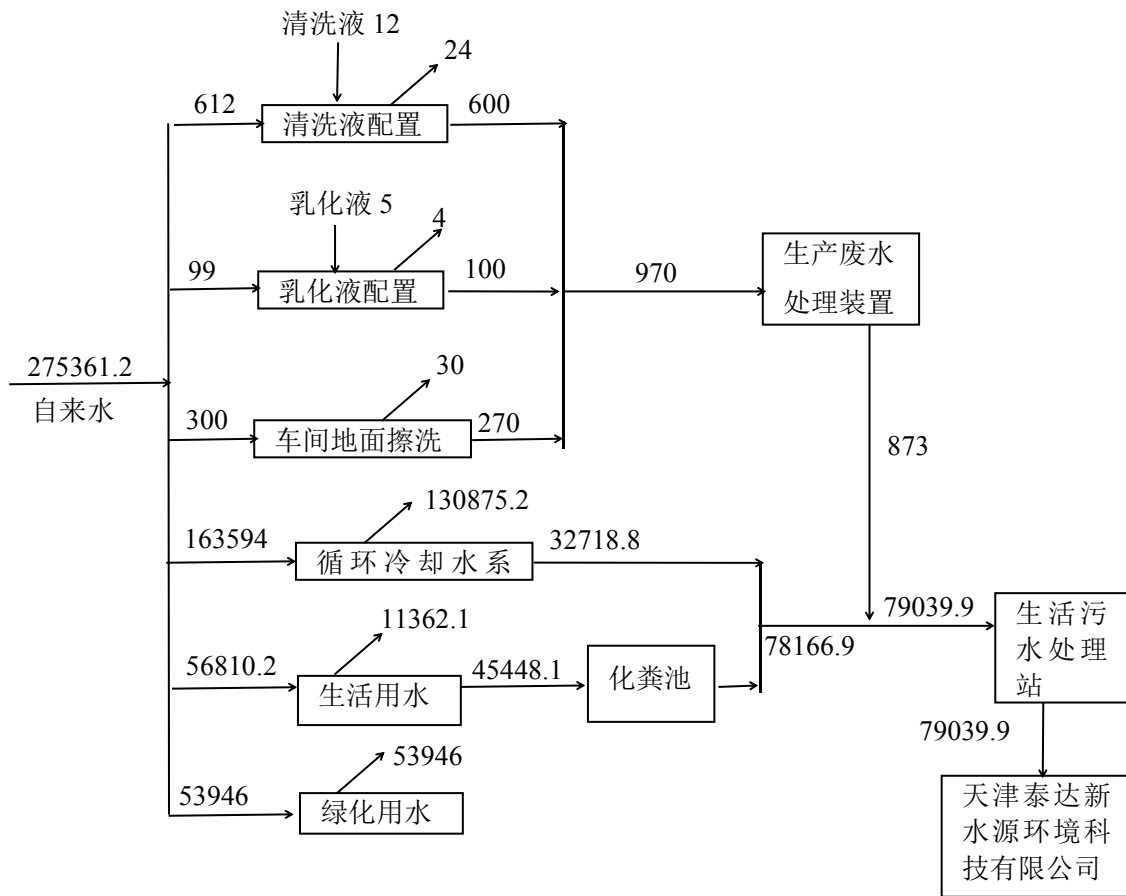 清洗液 12
24
612
清洗液配置
600
乳化液 5
4
99
乳化液配置
100
970
生产废水
处理装置
275361.2
自来水
30
300
车间地面擦洗
270
873
130875.2
163594
循环冷却水系
32718.8
11362.1
56810.2
生活用水
45448.1
化粪池
78166.9
79039.9
生活污
水处理
站
79039.9
53946
53946
绿化用水
天津泰达新
水源环境科
技有限公司